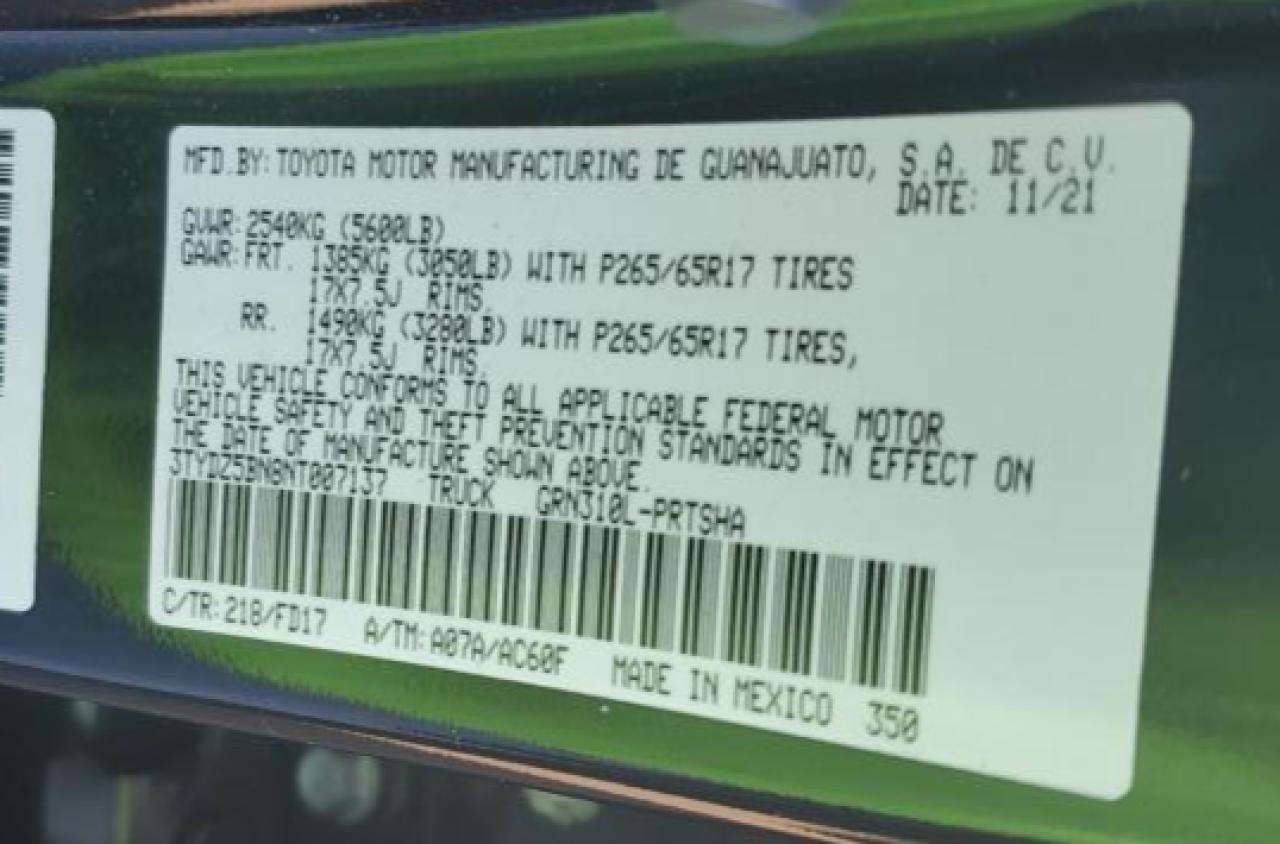 MFD.BY: TOYOTA MOTOR MANUFACTURING DE GUANAJUATO, S.A. DE C.V.
DATE: 11/21
GVWR: 2540KG (5600LB)
GAWR: FRT. 1385KG (3050LB) WITH P265/65R17 TIRES
17X7.5J RIMS,
RR. 1490KG (3280LB) WITH P265/65R17 TIRES,
17X7.5J RIMS,
THIS VEHICLE CONFORMS TO ALL APPLICABLE FEDERAL MOTOR
VEHICLE SAFETY AND THEFT PREVENTION STANDARDS IN EFFECT ON
THE DATE OF MANUFACTURE SHOWN ABOVE.
3TYDZ5BN8NT007137 TRUCK GRN310L-PRTSHA
C/TR: 218/FD17 A/TM: A07A/AC60F MADE IN MEXICO 350